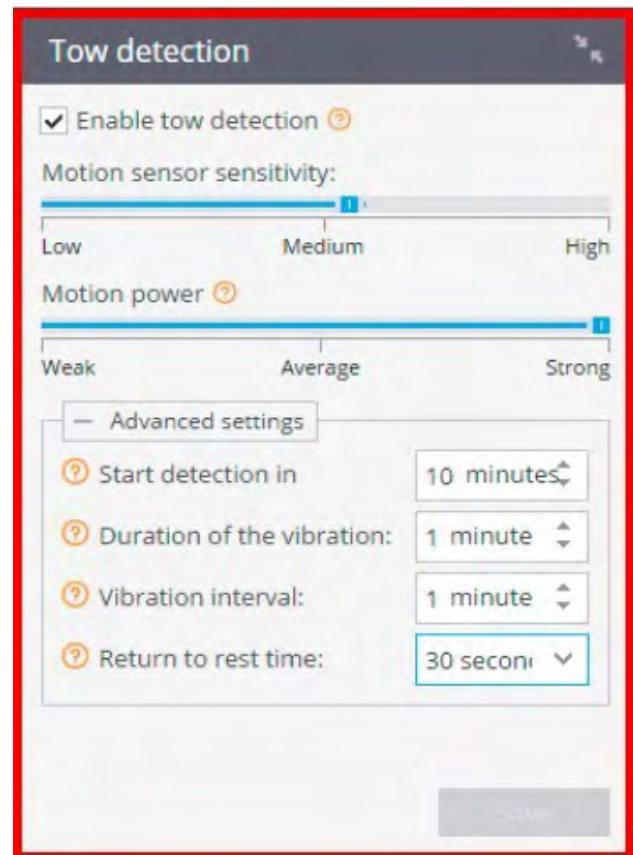 Tow detection
Enable tow detection ?
Motion sensor sensitivity:
Low Medium High
Motion power ?
Weak Average Strong
— Advanced settings
? Start detection in 10 minutes
? Duration of the vibration: 1 minute
? Vibration interval: 1 minute
? Return to rest time: 30 secon
Save